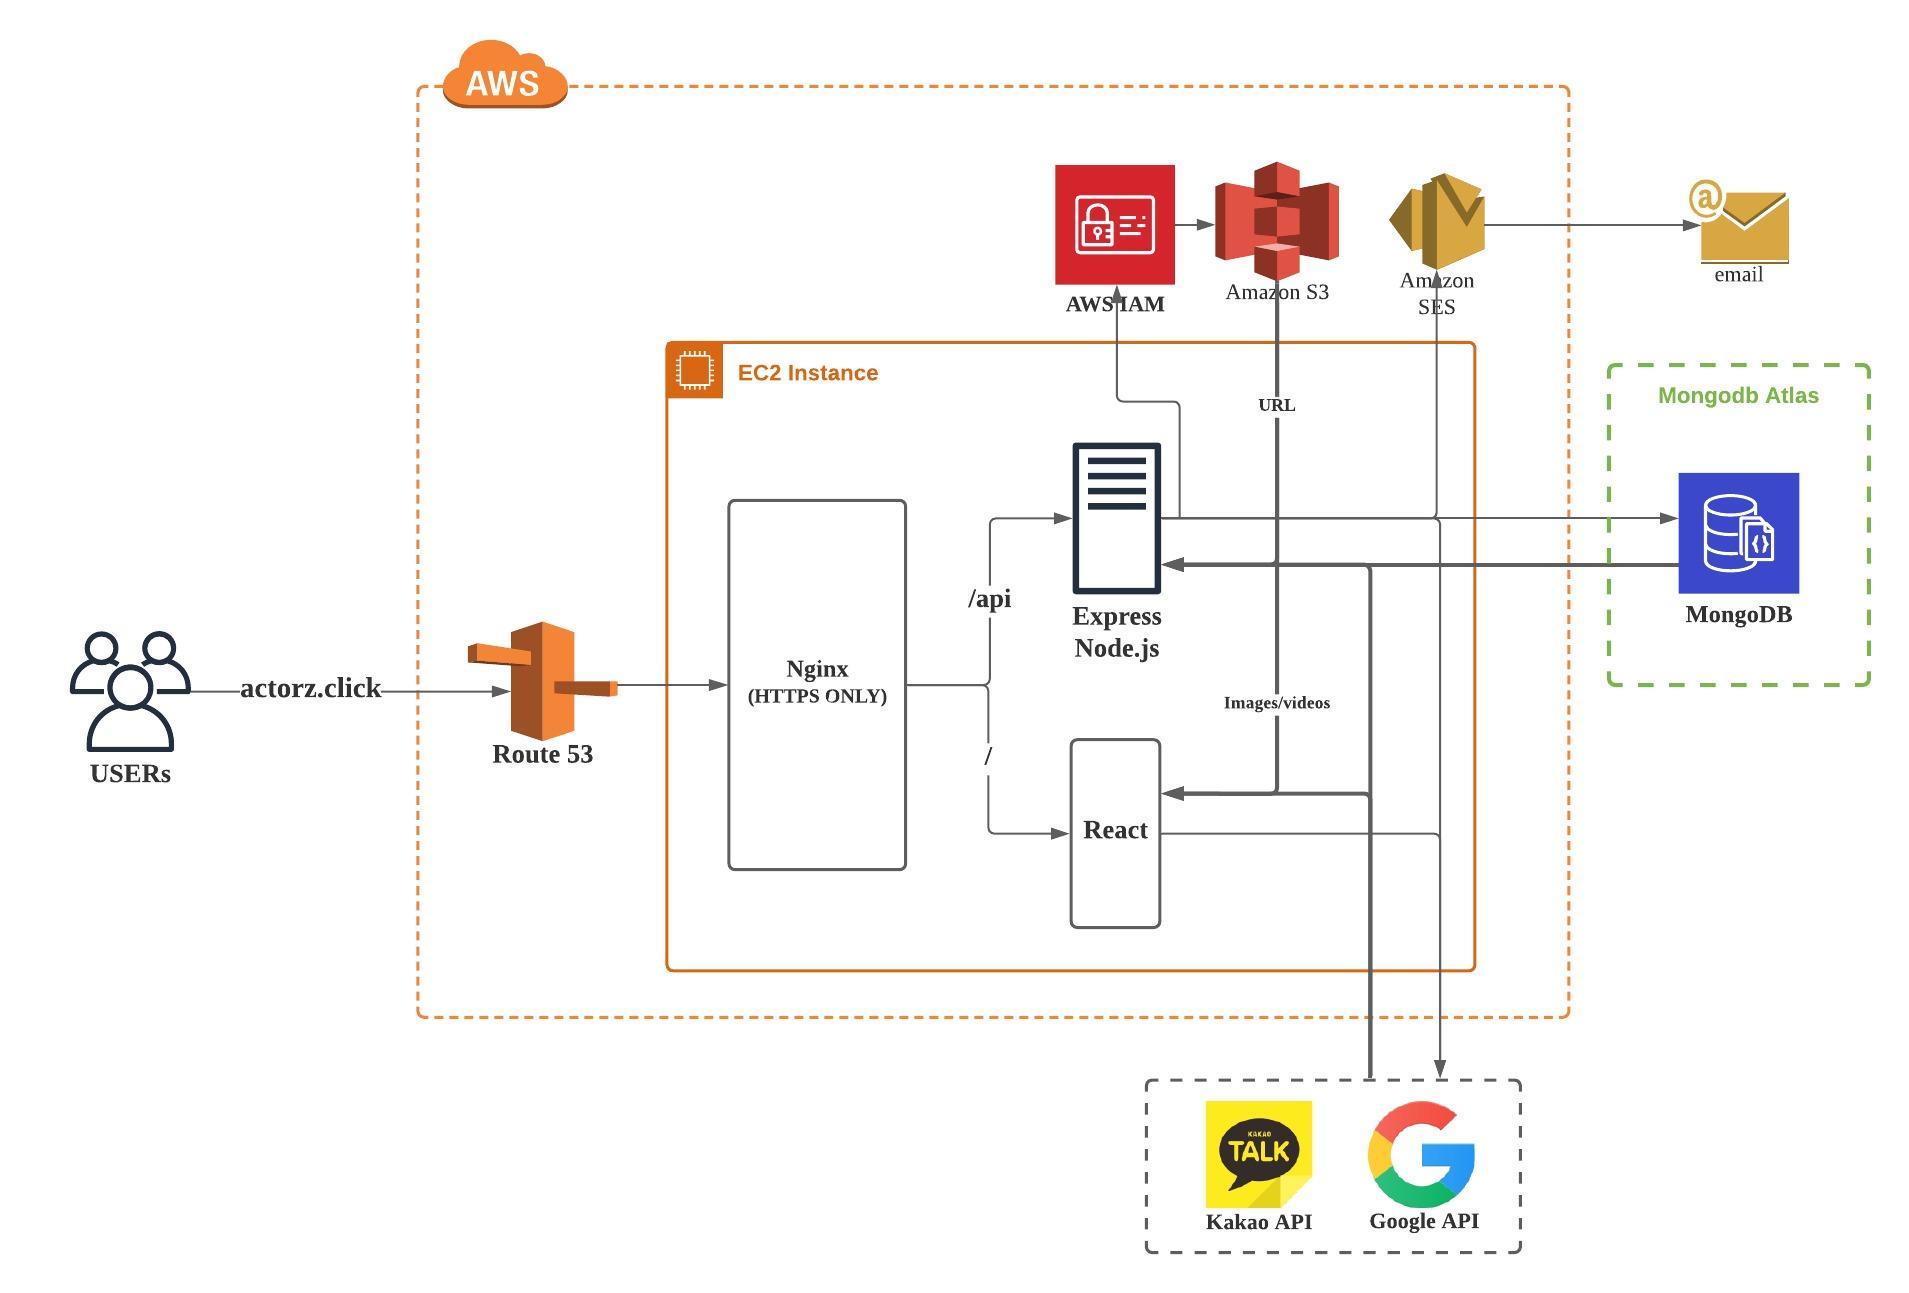 AWS
AWS IAM
Amazon S3
Amazon
SES
email
EC2 Instance
URL
Mongodb Atlas
/api
Express
Node.js
MongoDB
Nginx
(HTTPS ONLY)
actorz.click
USERs
Route 53
Images/videos
/
React
KAKAO
TALK
Kakao API
Google API